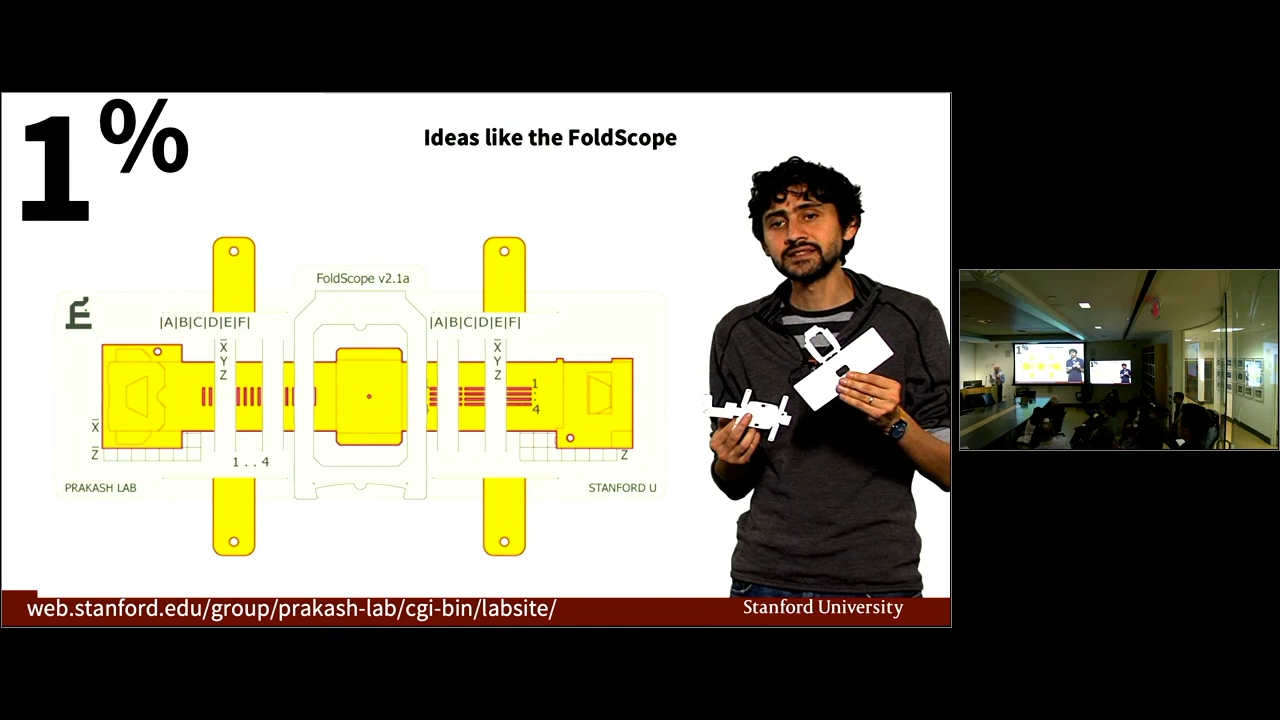 1%
Ideas like the FoldScope
FoldScope v2.1a
|A|B|C|D|E|F|
|A|B|C|D|E|F|
X
Y
Z
X
Y
Z
1
.
.
4
X
Z
1 . . 4
Z
PRAKASH LAB
STANFORD U
web.stanford.edu/group/prakash-lab/cgi-bin/labsite/
Stanford University
1%